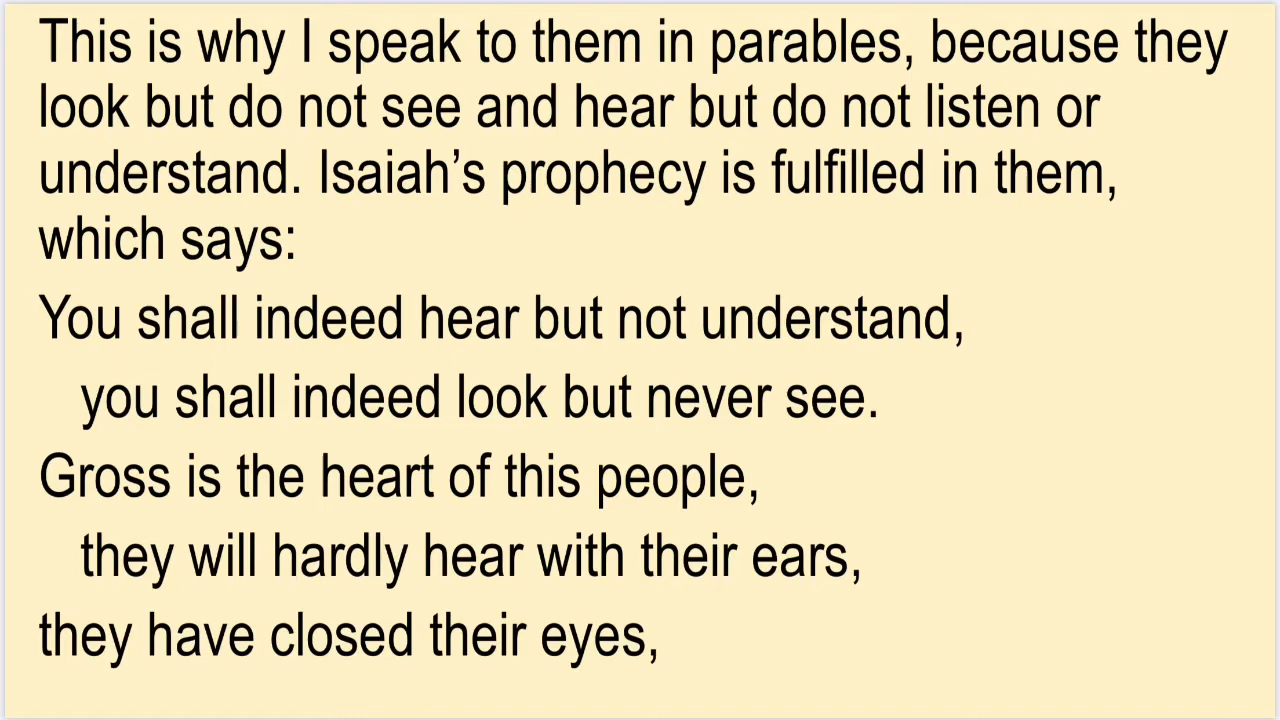 This is why I speak to them in parables, because they
look but do not see and hear but do not listen or
understand. Isaiah’s prophecy is fulfilled in them,
which says:
You shall indeed hear but not understand,
you shall indeed look but never see.
Gross is the heart of this people,
they will hardly hear with their ears,
they have closed their eyes,